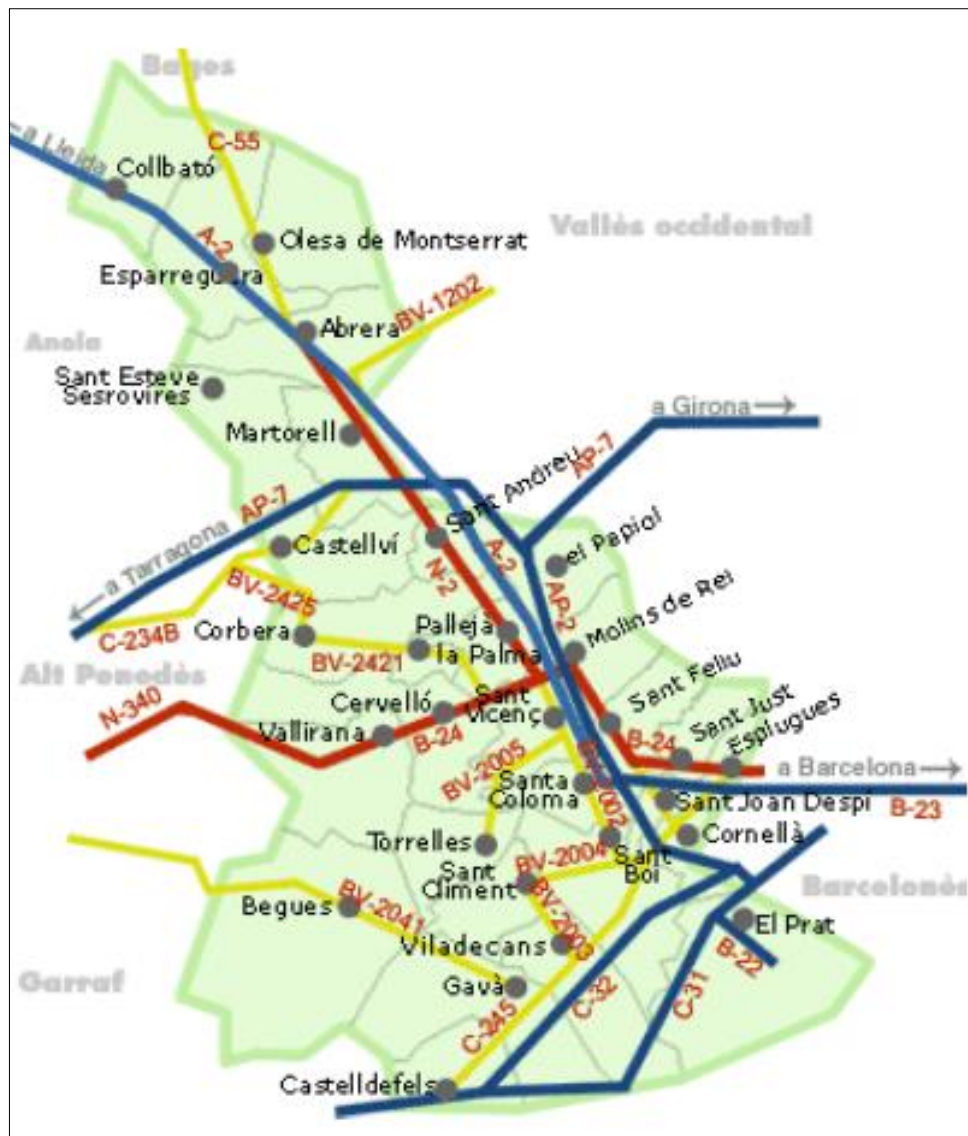 Bages
a Lleida
C-55
Collbató
A-2
Olesa de Montserrat
Vallès occidental
Esparreguera
BV-1202
Abrera
Anoia
Sant Esteve
Sesrovires
a Girona
Martorell
AP-7
AP-7
Sant Andreu
a Tarragona
Castellví
A-2
el Papiol
N-2
BV-2425
AP-2
C-234B
Corbera
Pallejà
Molins de Rei
BV-2421
la Palma
Alt Penedès
Sant
Vicenç
Sant Feliu
N-340
Cervelló
Sant Just
Vallirana
B-24
B-24
Esplugues
BV-2005
a Barcelona
Santa
Coloma
Sant Joan Despí
B-23
Torrelles
Cornellà
BV-2004
Sant
Boi
Sant
Climent
Barcelonès
Begues
BV-2041
BV-2003
El Prat
Viladecans
B-22
Garraf
Gavà
C-32
C-31
C-245
Castelldefels